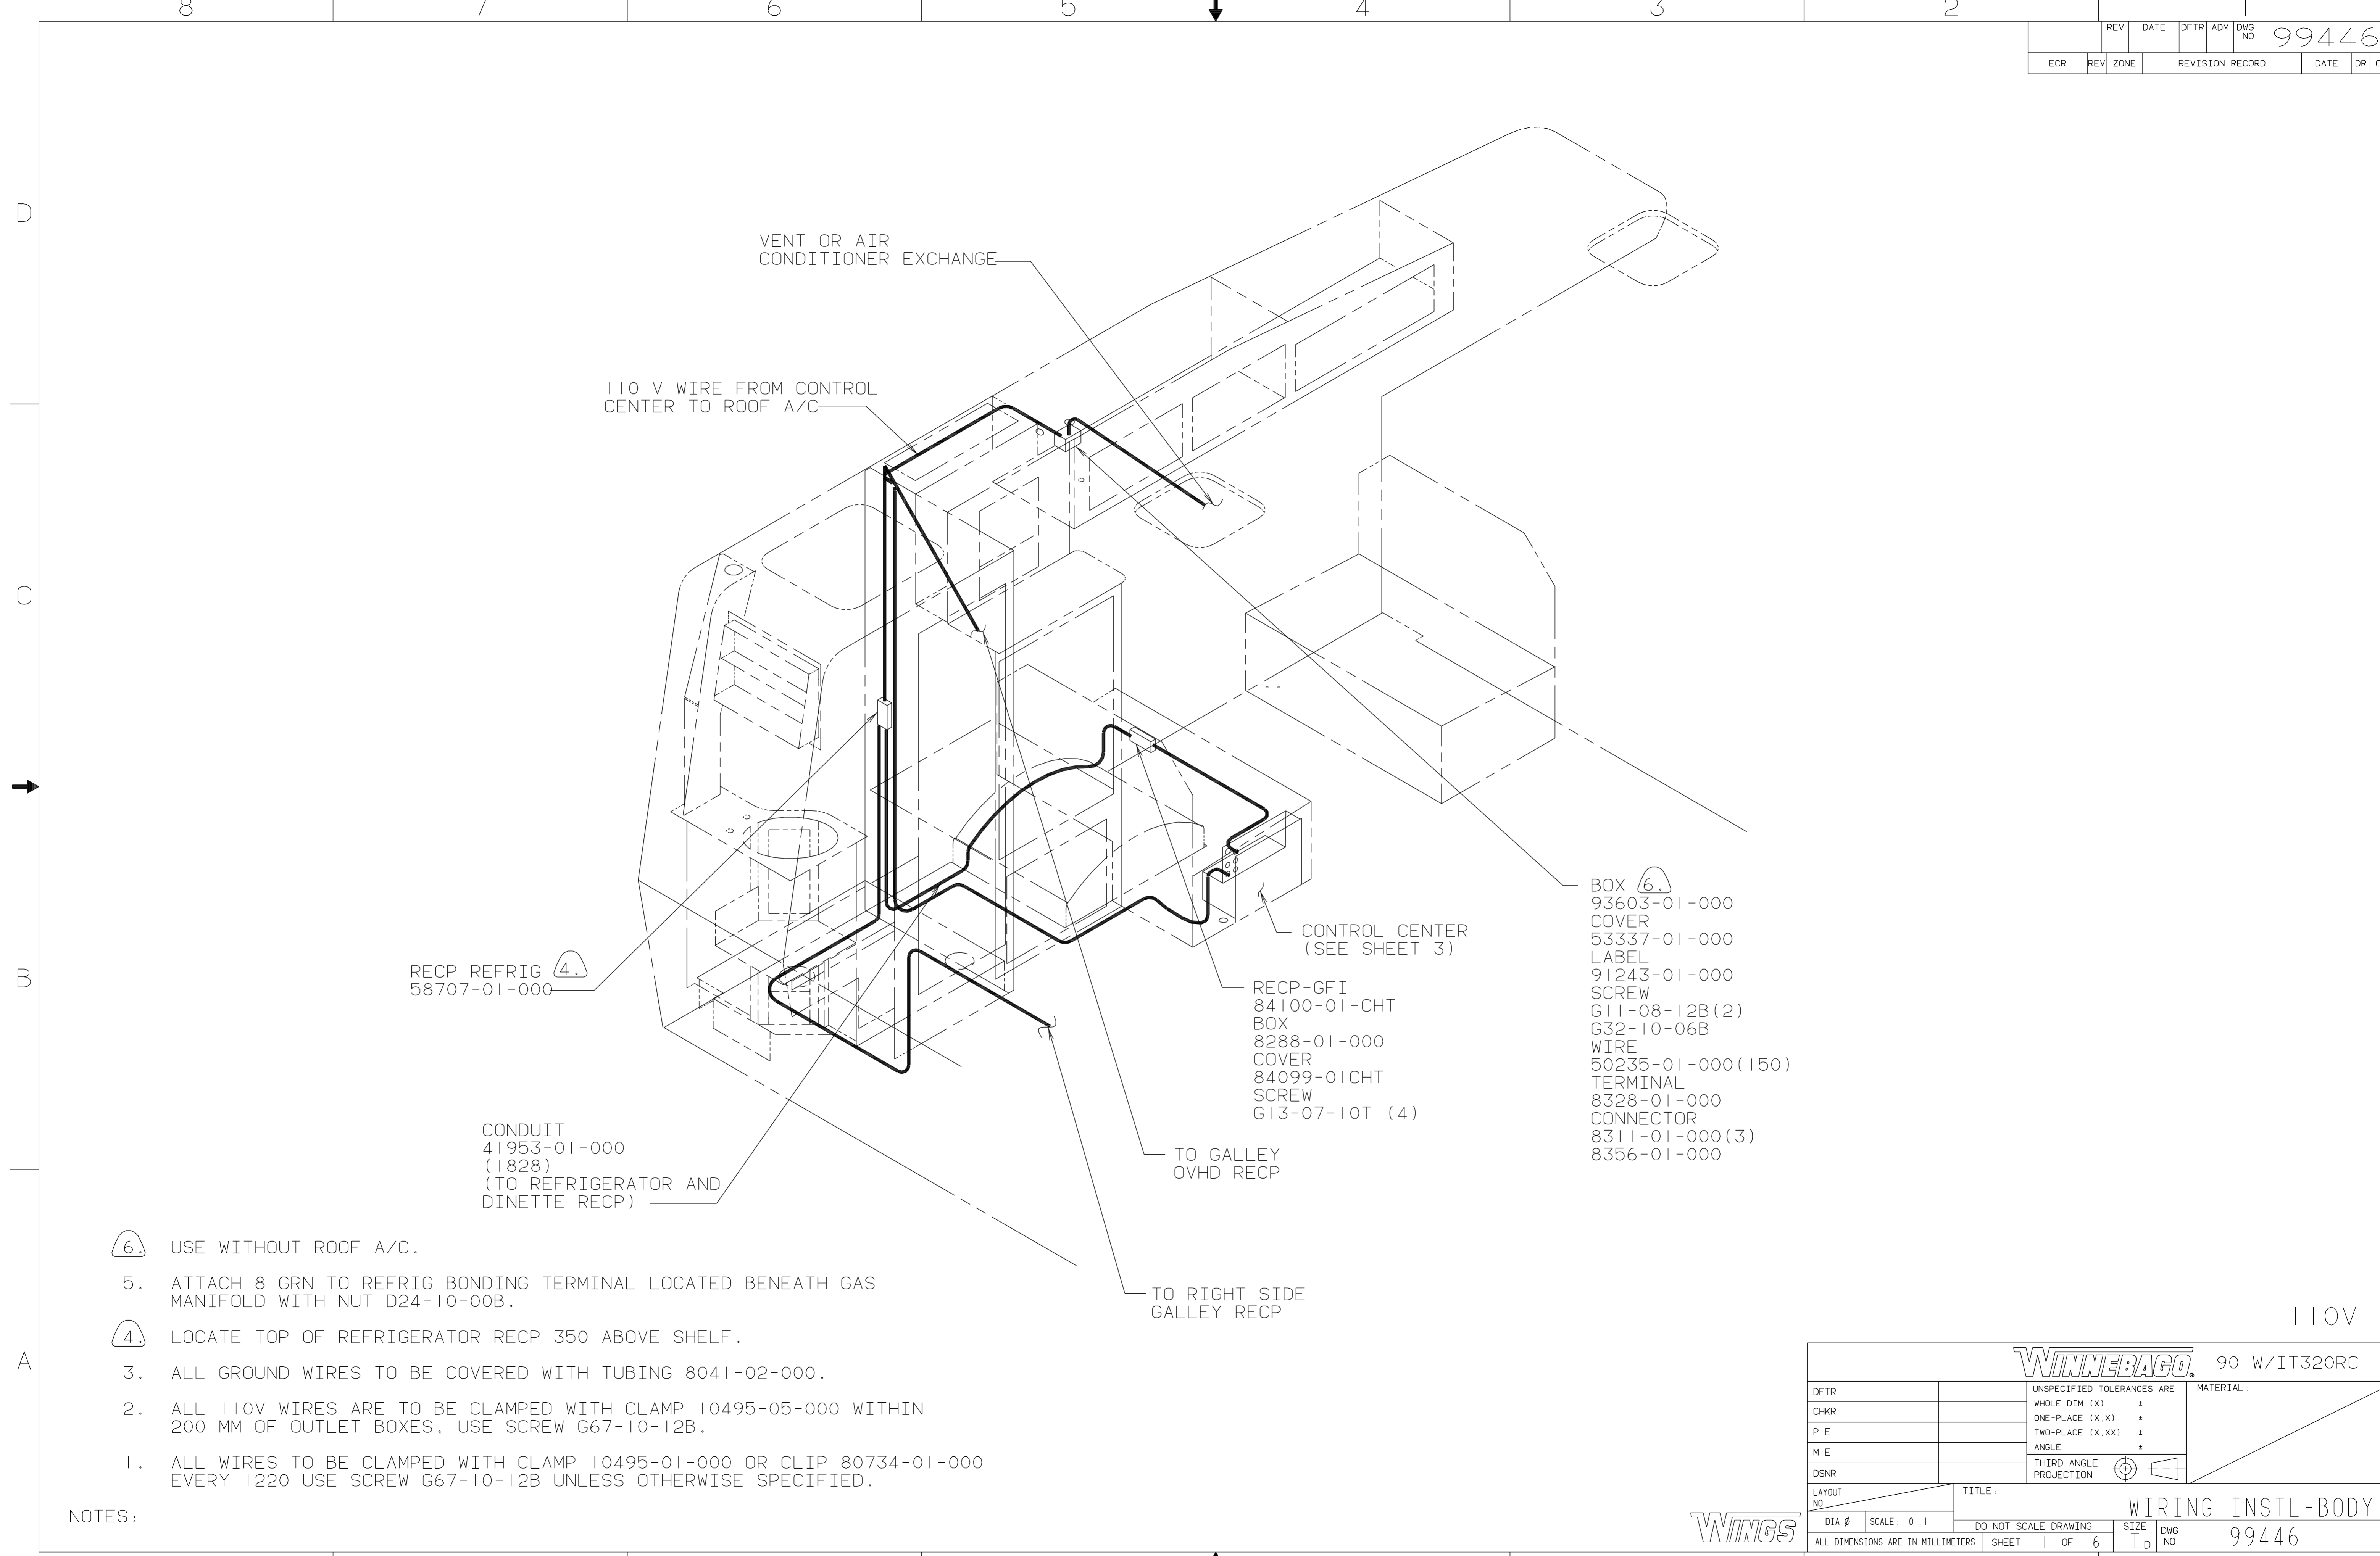 8 7 6 5 4 3 2
REV DATE DFTR ADM DWG NO 99446
ECR REV ZONE REVISION RECORD DATE DR
D
C
B
A
VENT OR AIR
CONDITIONER EXCHANGE
110 V WIRE FROM CONTROL
CENTER TO ROOF A/C
RECP REFRIG 4.
58707-01-000
CONDUIT
41953-01-000
(1828)
(TO REFRIGERATOR AND
DINETTE RECP)
CONTROL CENTER
(SEE SHEET 3)
RECP-GFI
84100-01-CHT
BOX
8288-01-000
COVER
84099-01CHT
SCREW
G13-07-10T (4)
TO GALLEY
OVHD RECP
TO RIGHT SIDE
GALLEY RECP
BOX 6.
93603-01-000
COVER
53337-01-000
LABEL
91243-01-000
SCREW
G11-08-12B(2)
G32-10-06B
WIRE
50235-01-000(150)
TERMINAL
8328-01-000
CONNECTOR
8311-01-000(3)
8356-01-000
6. USE WITHOUT ROOF A/C.
5. ATTACH 8 GRN TO REFRIG BONDING TERMINAL LOCATED BENEATH GAS
MANIFOLD WITH NUT D24-10-00B.
4. LOCATE TOP OF REFRIGERATOR RECP 350 ABOVE SHELF.
3. ALL GROUND WIRES TO BE COVERED WITH TUBING 8041-02-000.
2. ALL 110V WIRES ARE TO BE CLAMPED WITH CLAMP 10495-05-000 WITHIN
200 MM OF OUTLET BOXES, USE SCREW G67-10-12B.
1. ALL WIRES TO BE CLAMPED WITH CLAMP 10495-01-000 OR CLIP 80734-01-000
EVERY 1220 USE SCREW G67-10-12B UNLESS OTHERWISE SPECIFIED.
NOTES:
110V
WINNEBAGO® 90 W/IT320RC
DFTR
CHKR
P E
M E
DSNR
UNSPECIFIED TOLERANCES ARE:
WHOLE DIM (X) ±
ONE-PLACE (X.X) ±
TWO-PLACE (X.XX) ±
ANGLE ±
THIRD ANGLE
PROJECTION
MATERIAL:
LAYOUT
NO
TITLE:
WIRING INSTL-BODY
DIA Ø SCALE: 0.1
DO NOT SCALE DRAWING
ALL DIMENSIONS ARE IN MILLIMETERS SHEET 1 OF 6
SIZE
D
DWG
NO
99446
WINGS